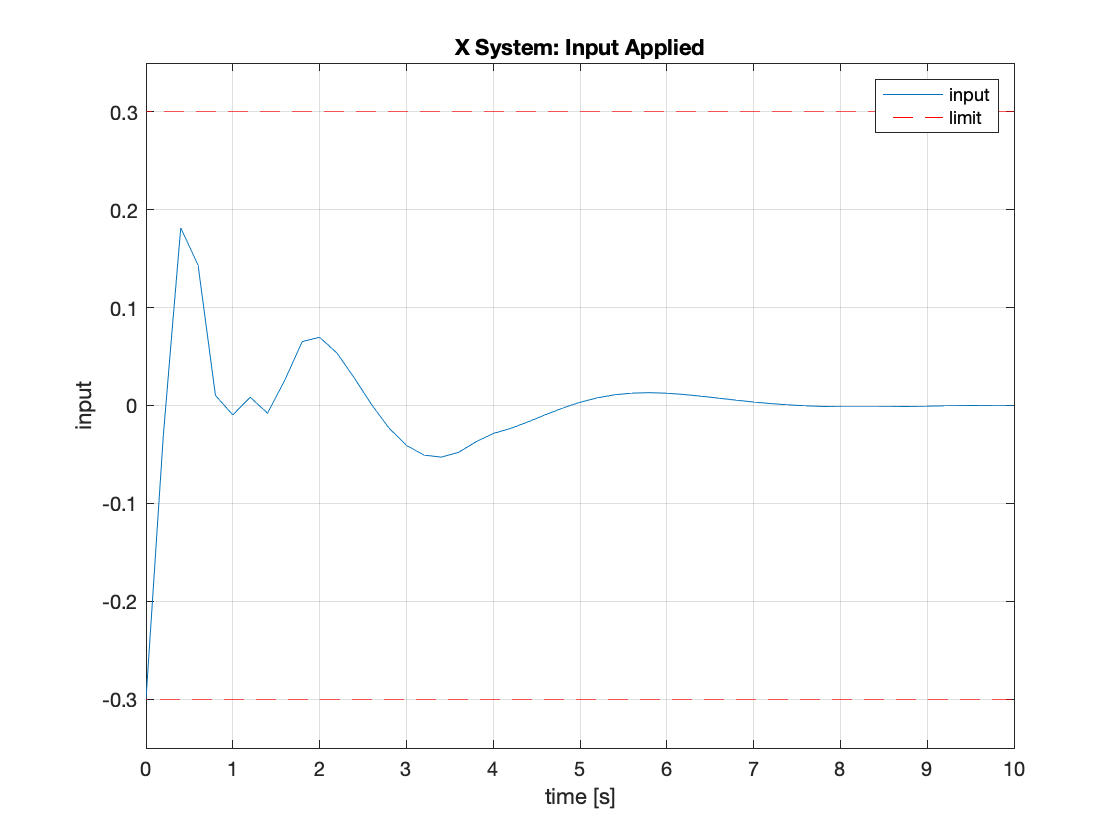 X System: Input Applied
input
limit
0.3
0.2
0.1
0
-0.1
-0.2
-0.3
input
0 1 2 3 4 5 6 7 8 9 10
time [s]